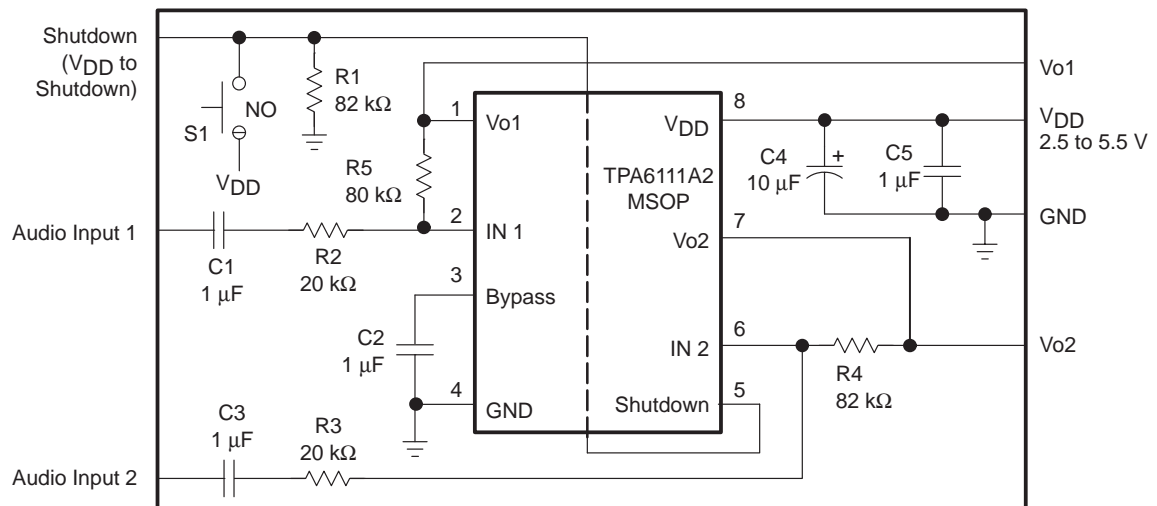 Shutdown
(VDD to
Shutdown)
S1
NO
VDD
R1
82 kΩ
Vo1
1
Vo1
8
VDD
VDD
2.5 to 5.5 V
R5
80 kΩ
TPA6111A2
MSOP
C4
10 μF
+
C5
1 μF
GND
Audio Input 1
C1
1 μF
R2
20 kΩ
2
IN 1
7
Vo2
3
Bypass
C2
1 μF
6
IN 2
R4
82 kΩ
Vo2
4
GND
5
Shutdown
C3
1 μF
R3
20 kΩ
Audio Input 2